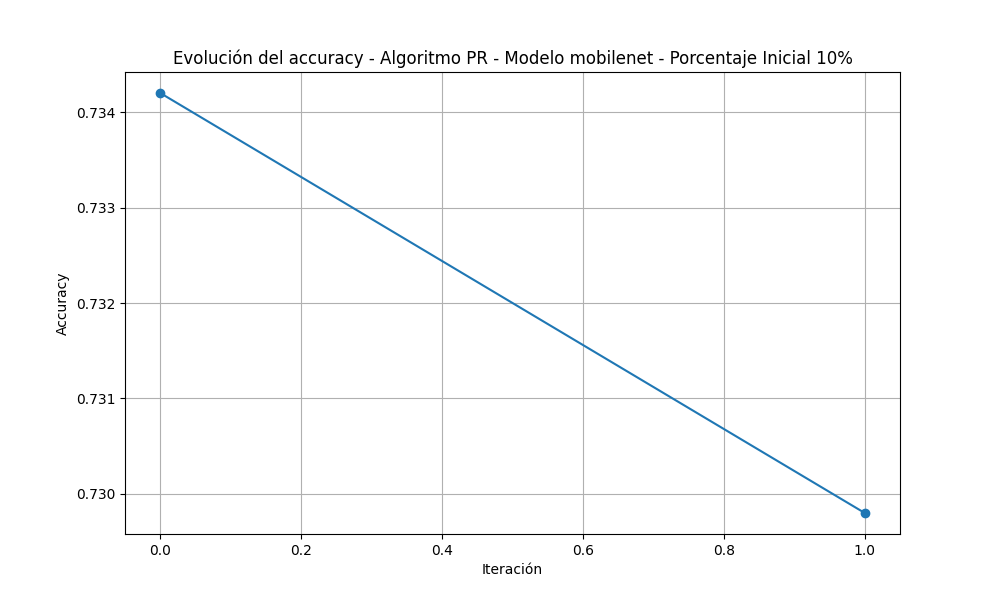 Evolución del accuracy - Algoritmo PR - Modelo mobilenet - Porcentaje Inicial 10%
0.734
0.733
0.732
0.731
0.730
Accuracy
0.0 0.2 0.4 0.6 0.8 1.0
Iteración